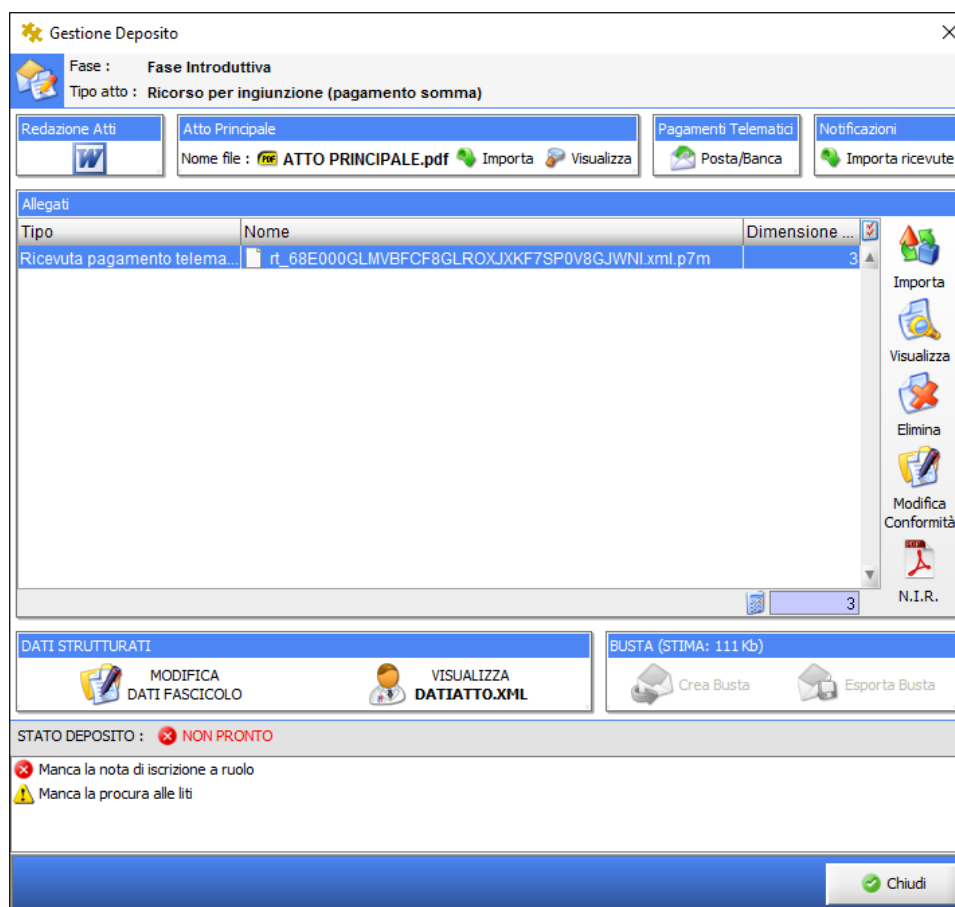 Gestione Deposito
Fase : Fase Introduttiva
Tipo atto : Ricorso per ingiunzione (pagamento somma)
Redazione Atti
Atto Principale
Pagamenti Telematici
Notificazioni
W
Nome file : PDF ATTO PRINCIPALE.pdf Importa Visualizza
Posta/Banca
Importa ricevute
Allegati
Tipo Nome Dimensione ...
Ricevuta pagamento telema... rt_68E000GLMVBFCF8GLROXJXKF7SP0V8GJWNI.xml.p7m 3
Importa
Visualizza
Elimina
Modifica
Conformità
N.I.R.
3
DATI STRUTTURATI
MODIFICA
DATI FASCICOLO
VISUALIZZA
DATIATTO.XML
BUSTA (STIMA: 111 Kb)
Crea Busta
Esporta Busta
STATO DEPOSITO : NON PRONTO
Manca la nota di iscrizione a ruolo
Manca la procura alle liti
Chiudi